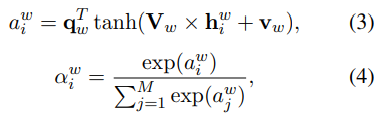 a_i^w = q_w^T tanh(V_w × h_i^w + v_w), (3)
α_i^w = exp(a_i^w) / ∑_{j=1}^M exp(a_j^w), (4)